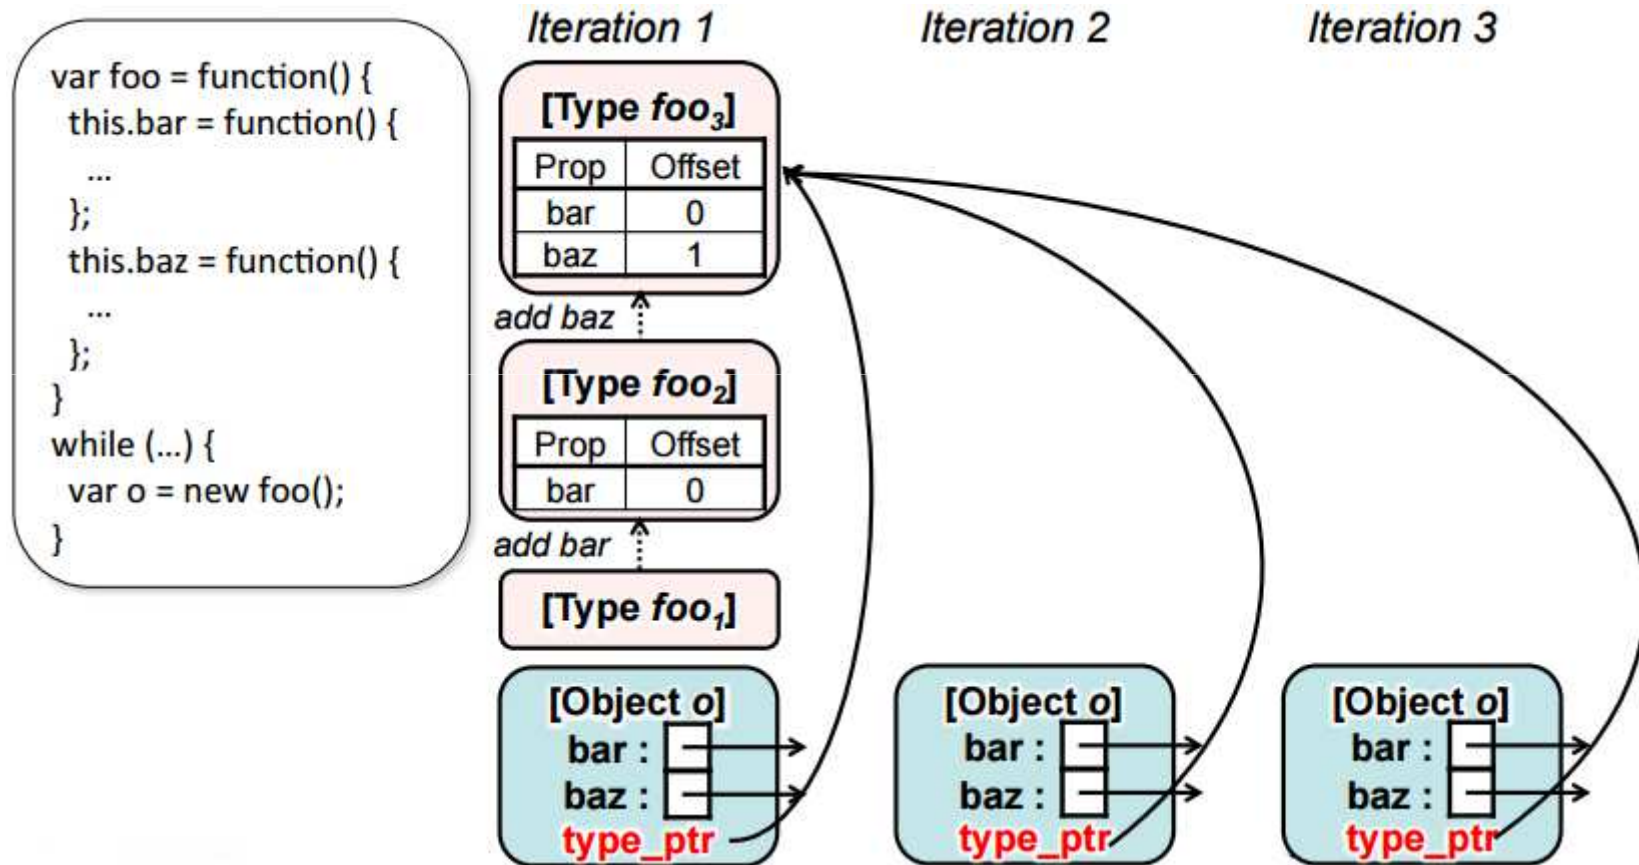 Iteration 1
Iteration 2
Iteration 3
var foo = function() {
this.bar = function() {
...
};
this.baz = function() {
...
};
}
while (...) {
var o = new foo();
}
[Type foo3]
Prop Offset
bar 0
baz 1
add baz
[Type foo2]
Prop Offset
bar 0
add bar
[Type foo1]
[Object o]
bar :
baz :
type_ptr
[Object o]
bar :
baz :
type_ptr
[Object o]
bar :
baz :
type_ptr